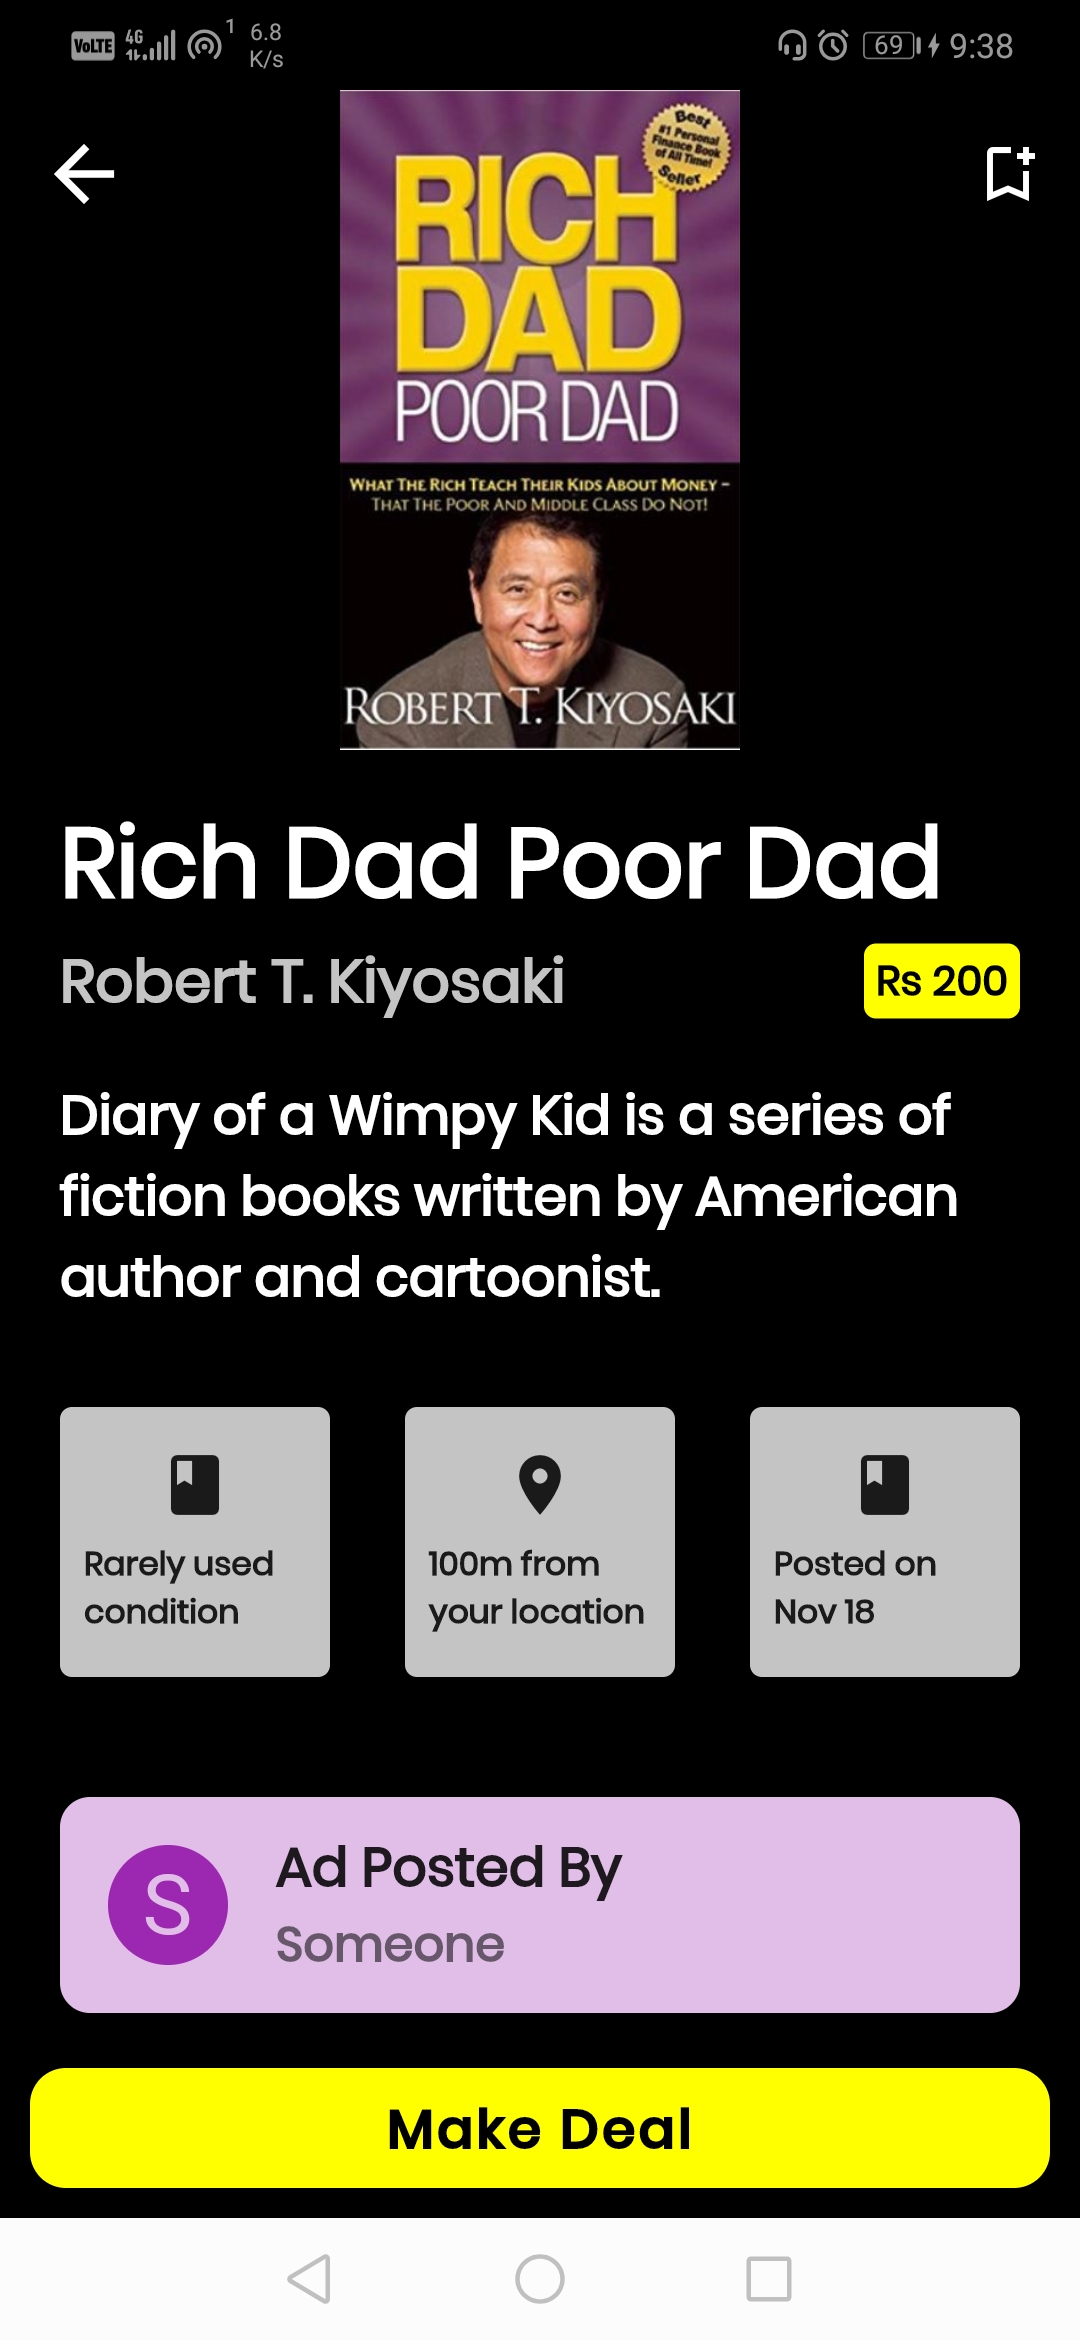 VoLTE 4G 1 6.8 K/s 69 9:38
Best
#1 Personal
Finance Book
of All Time!
Seller
RICH
DAD
POOR DAD
WHAT THE RICH TEACH THEIR KIDS ABOUT MONEY –
THAT THE POOR AND MIDDLE CLASS DO NOT!
ROBERT T. KIYOSAKI
Rich Dad Poor Dad
Robert T. Kiyosaki
Rs 200
Diary of a Wimpy Kid is a series of
fiction books written by American
author and cartoonist.
Rarely used
condition
100m from
your location
Posted on
Nov 18
S
Ad Posted By
Someone
Make Deal